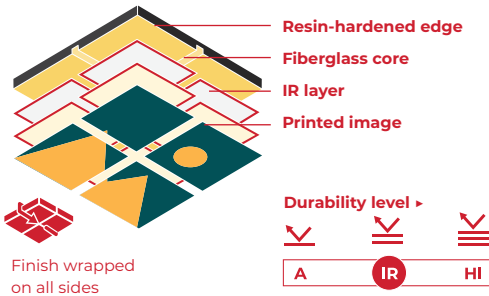 Resin-hardened edge
Fiberglass core
IR layer
Printed image
Durability level ▸
A IR HI
Finish wrapped
on all sides